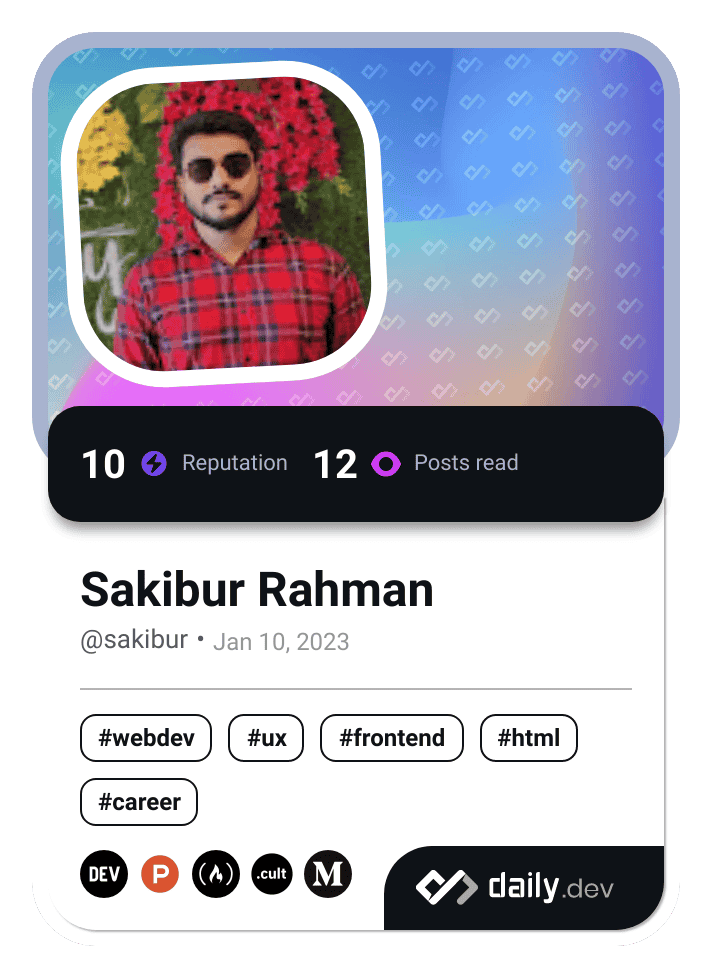 10 Reputation 12 Posts read
Sakibur Rahman
@sakibur • Jan 10, 2023
#webdev #ux #frontend #html
#career
DEV P .cult M
daily.dev